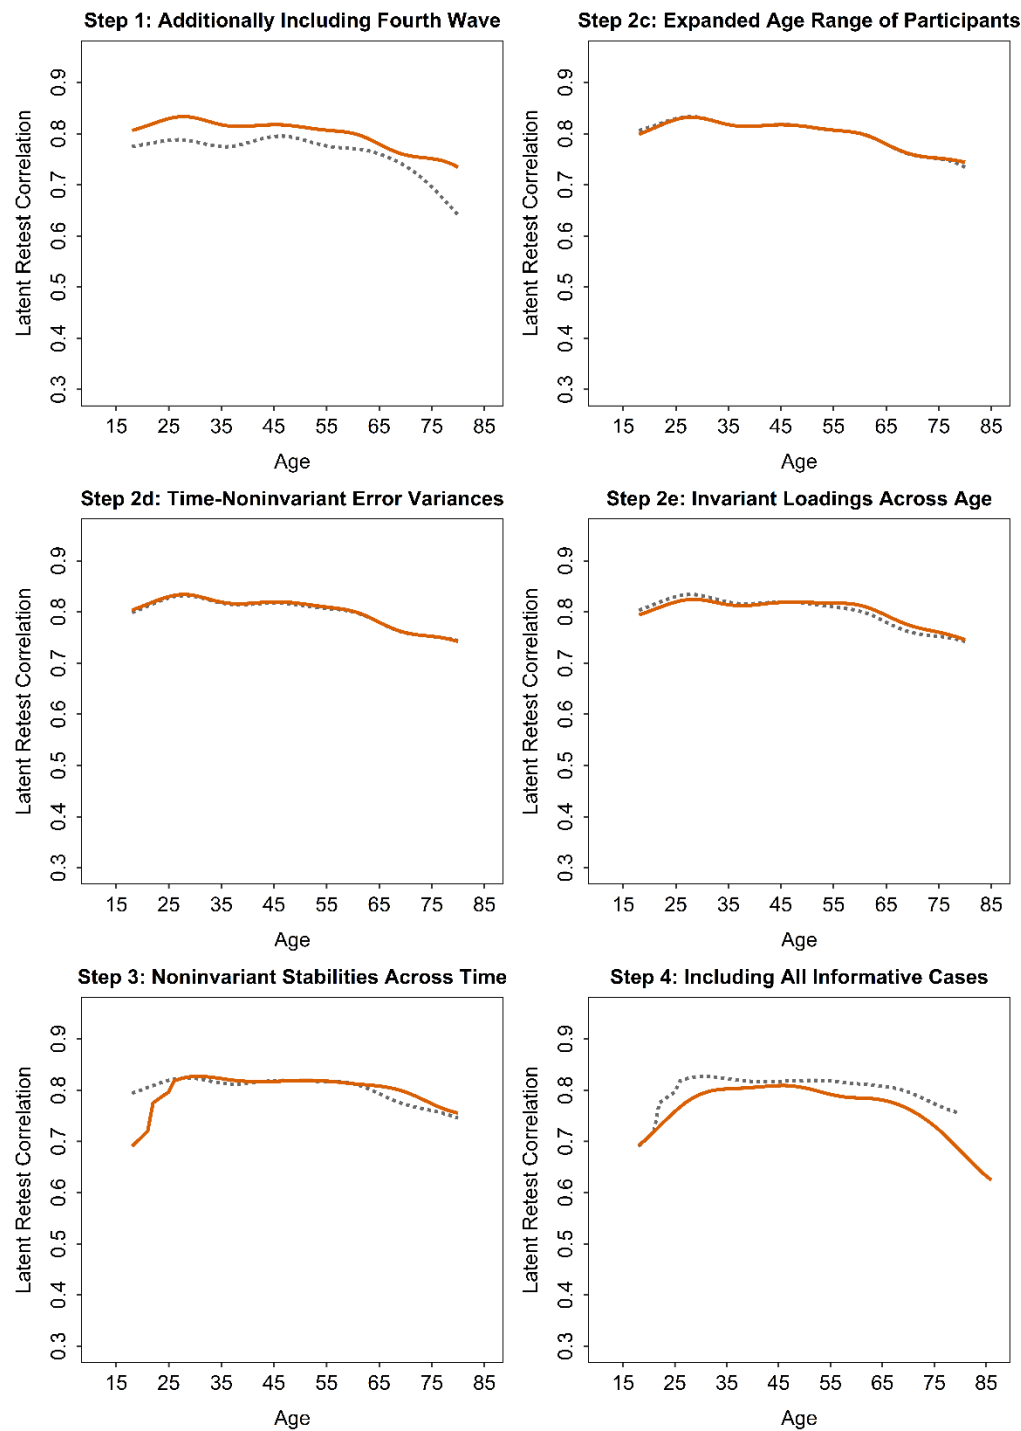 Step 1: Additionally Including Fourth Wave
Latent Retest Correlation
0.9
0.8
0.7
0.6
0.5
0.4
0.3
15 25 35 45 55 65 75 85
Age
Step 2c: Expanded Age Range of Participants
Latent Retest Correlation
0.9
0.8
0.7
0.6
0.5
0.4
0.3
15 25 35 45 55 65 75 85
Age
Step 2d: Time-Noninvariant Error Variances
Latent Retest Correlation
0.9
0.8
0.7
0.6
0.5
0.4
0.3
15 25 35 45 55 65 75 85
Age
Step 2e: Invariant Loadings Across Age
Latent Retest Correlation
0.9
0.8
0.7
0.6
0.5
0.4
0.3
15 25 35 45 55 65 75 85
Age
Step 3: Noninvariant Stabilities Across Time
Latent Retest Correlation
0.9
0.8
0.7
0.6
0.5
0.4
0.3
15 25 35 45 55 65 75 85
Age
Step 4: Including All Informative Cases
Latent Retest Correlation
0.9
0.8
0.7
0.6
0.5
0.4
0.3
15 25 35 45 55 65 75 85
Age